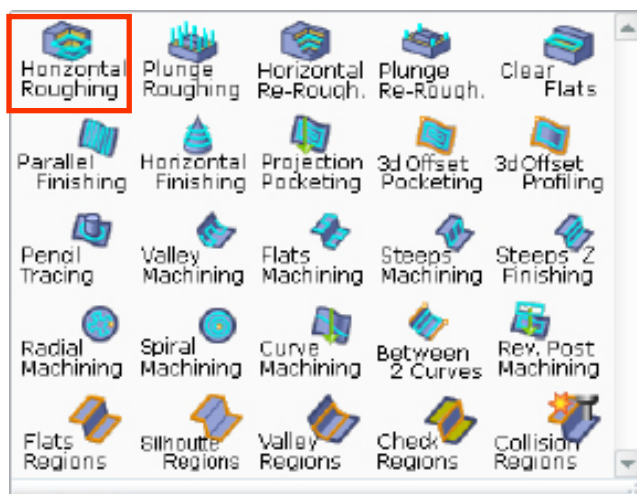 Horizontal Plunge Horizontal Plunge Clear
Roughing Roughing Re-Rough. Re-Rough. Flats
Parallel Horizontal Projection 3d Offset 3d Offset
Finishing Finishing Pocketing Pocketing Profiling
Pencil Valley Flats Steeps Steeps Z
Tracing Machining Machining Machining Finishing
Radial Spiral Curve Between Rev. Post
Machining Machining Machining 2 Curves Machining
Flats Silhoutte Valley Check Collision
Regions Regions Regions Regions Regions